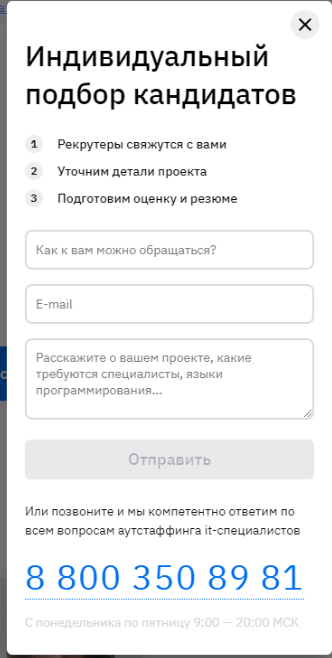 Индивидуальный
подбор кандидатов
1 Рекрутеры свяжутся с вами
2 Уточним детали проекта
3 Подготовим оценку и резюме
Как к вам можно обращаться?
E-mail
Расскажите о вашем проекте, какие
требуются специалисты, языки
программирования...
Отправить
Или позвоните и мы компетентно ответим по
всем вопросам аутстаффинга it-специалистов
8 800 350 89 81
С понедельника по пятницу 9:00 — 20:00 МСК